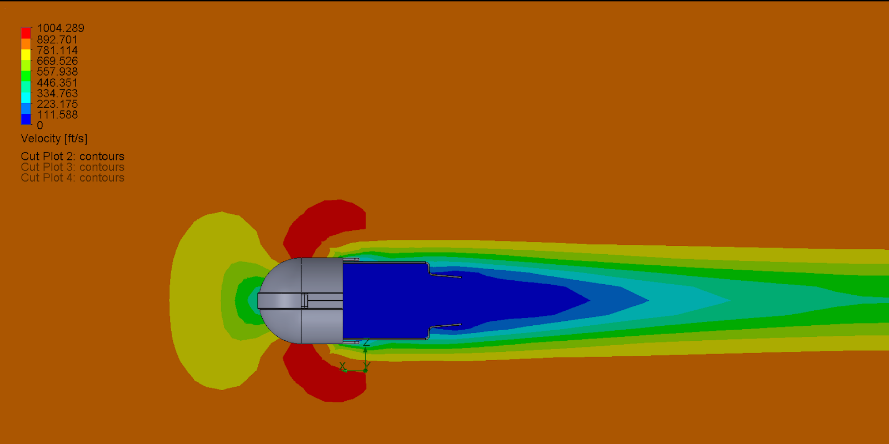 1004.289
892.701
781.114
669.526
557.938
446.351
334.763
223.175
111.588
0
Velocity [ft/s]
Cut Plot 2: contours
Cut Plot 3: contours
Cut Plot 4: contours
Z
X
Y